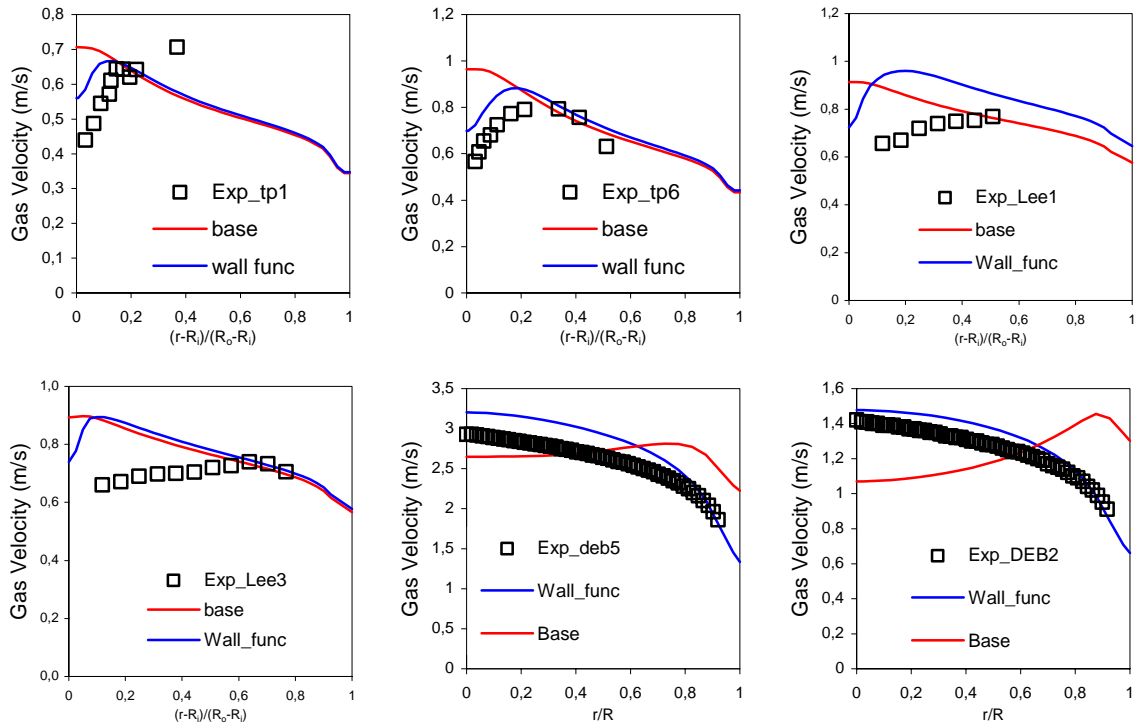 0,8
0,7
0,6
0,5
0,4
0,3
0,2
0,1
0
Gas Velocity (m/s)
Exp_tp1
base
wall func
0 0,2 0,4 0,6 0,8 1
(r-Ri)/(Ro-Ri)
1,2
1
0,8
0,6
0,4
0,2
0
Gas Velocity (m/s)
Exp_tp6
base
wall func
0 0,2 0,4 0,6 0,8 1
(r-Ri)/(Ro-Ri)
1,2
1
0,8
0,6
0,4
0,2
0
Gas Velocity (m/s)
Exp_Lee1
base
Wall_func
0 0,2 0,4 0,6 0,8 1
(r-Ri)/(Ro-Ri)
1,0
0,8
0,6
0,4
0,2
0,0
Gas Velocity (m/s)
Exp_Lee3
base
Wall_func
0 0,2 0,4 0,6 0,8 1
(r-Ri)/(Ro-Ri)
3,5
3
2,5
2
1,5
1
0,5
0
Gas Velocity (m/s)
Exp_deb5
Wall_func
Base
0 0,2 0,4 0,6 0,8 1
r/R
1,6
1,4
1,2
1
0,8
0,6
0,4
0,2
0
Gas Velocity (m/s)
Exp_DEB2
Wall_func
Base
0 0,2 0,4 0,6 0,8 1
r/R